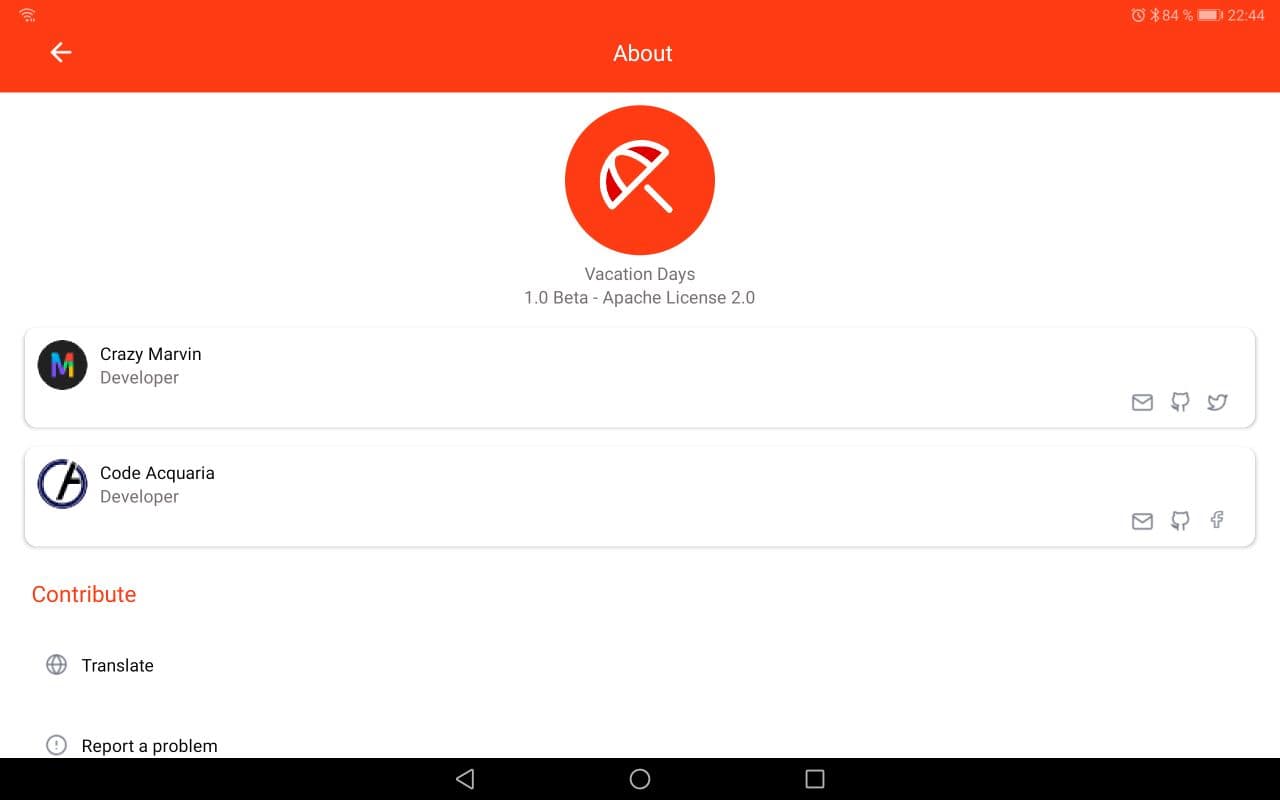 84 % 22:44
About
Vacation Days
1.0 Beta - Apache License 2.0
M
Crazy Marvin
Developer
Code Acquaria
Developer
Contribute
Translate
Report a problem